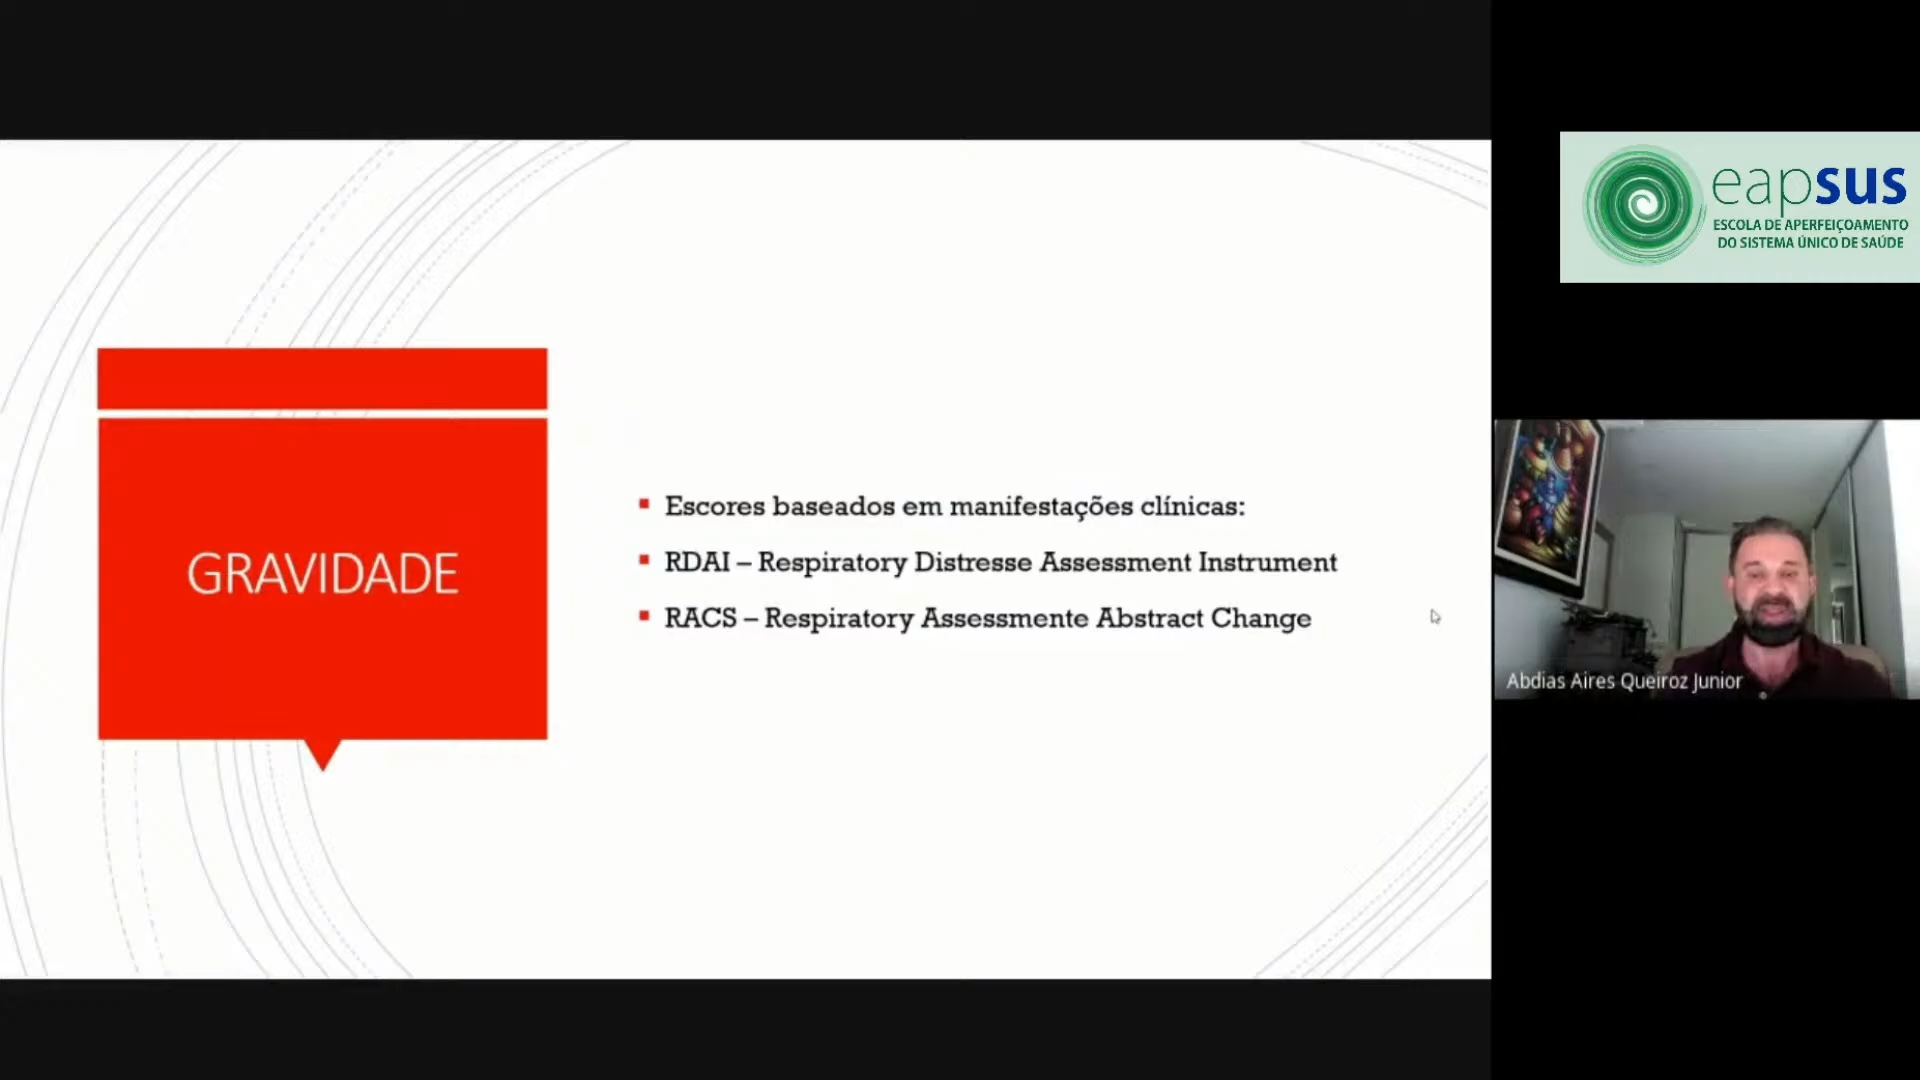 GRAVIDADE
Escores baseados em manifestações clínicas:
RDAI – Respiratory Distresse Assessment Instrument
RACS – Respiratory Assessmente Abstract Change
eapsus
ESCOLA DE APERFEIÇOAMENTO
DO SISTEMA ÚNICO DE SAÚDE
Abdias Aires Queiroz Junior